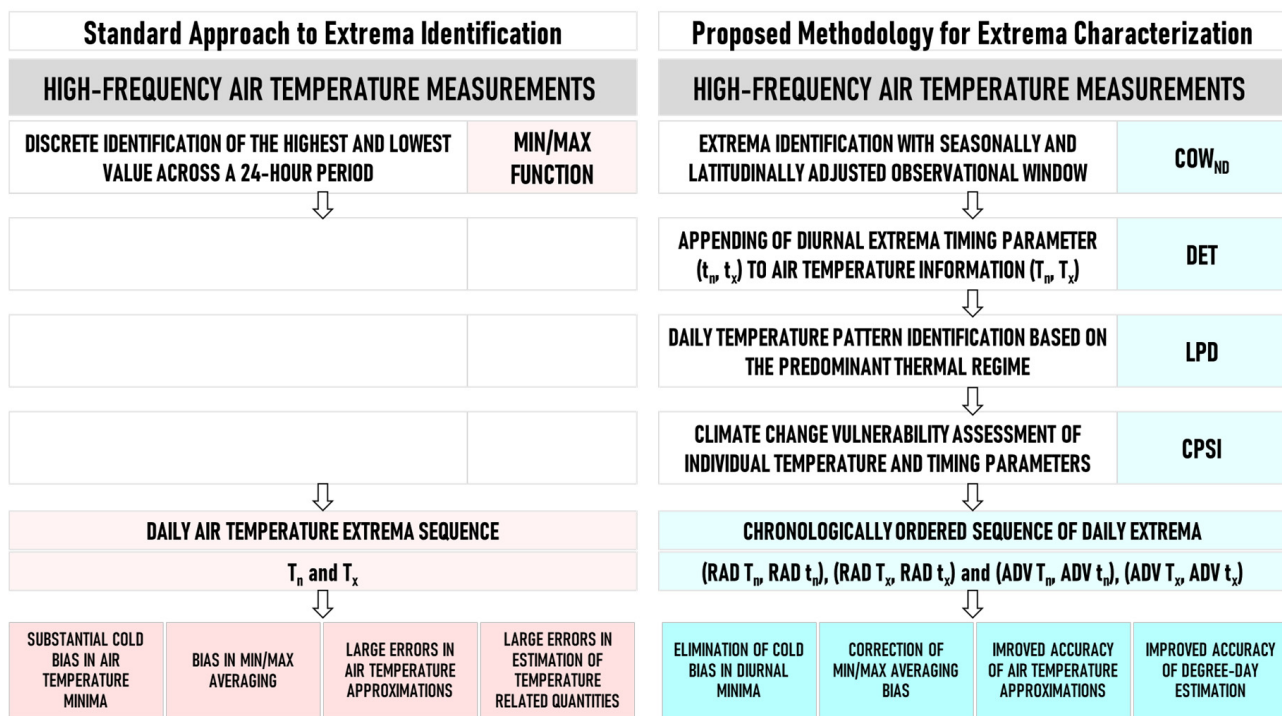 Standard Approach to Extrema Identification
HIGH-FREQUENCY AIR TEMPERATURE MEASUREMENTS
DISCRETE IDENTIFICATION OF THE HIGHEST AND LOWEST
VALUE ACROSS A 24-HOUR PERIOD
MIN/MAX
FUNCTION
DAILY AIR TEMPERATURE EXTREMA SEQUENCE
Tn and Tx
SUBSTANTIAL COLD
BIAS IN AIR
TEMPERATURE
MINIMA
BIAS IN MIN/MAX
AVERAGING
LARGE ERRORS IN
AIR TEMPERATURE
APPROXIMATIONS
LARGE ERRORS IN
ESTIMATION OF
TEMPERATURE
RELATED QUANTITIES
Proposed Methodology for Extrema Characterization
HIGH-FREQUENCY AIR TEMPERATURE MEASUREMENTS
EXTREMA IDENTIFICATION WITH SEASONALLY AND
LATITUDINALLY ADJUSTED OBSERVATIONAL WINDOW
COWND
APPENDING OF DIURNAL EXTREMA TIMING PARAMETER
(tn, tx) TO AIR TEMPERATURE INFORMATION (Tn, Tx)
DET
DAILY TEMPERATURE PATTERN IDENTIFICATION BASED ON
THE PREDOMINANT THERMAL REGIME
LPD
CLIMATE CHANGE VULNERABILITY ASSESSMENT OF
INDIVIDUAL TEMPERATURE AND TIMING PARAMETERS
CPSI
CHRONOLOGICALLY ORDERED SEQUENCE OF DAILY EXTREMA
(RAD Tn, RAD tn), (RAD Tx, RAD tx) and (ADV Tn, ADV tn), (ADV Tx, ADV tx)
ELIMINATION OF COLD
BIAS IN DIURNAL
MINIMA
CORRECTION OF
MIN/MAX AVERAGING
BIAS
IMROVED ACCURACY
OF AIR TEMPERATURE
APPROXIMATIONS
IMPROVED ACCURACY
OF DEGREE-DAY
ESTIMATION